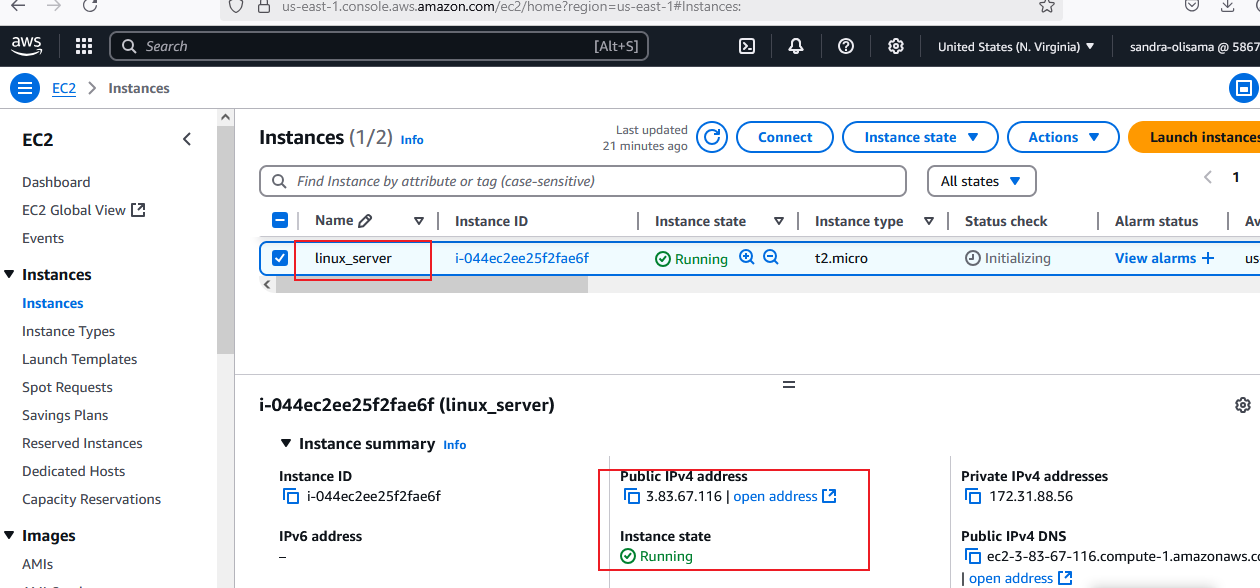 us-east-1.console.aws.amazon.com/ec2/home?region=us-east-1#Instances:
aws
Search [Alt+S] United States (N. Virginia) sandra-olisama @ 5867
EC2 Instances
EC2
Dashboard
EC2 Global View
Events
Instances
Instances
Instance Types
Launch Templates
Spot Requests
Savings Plans
Reserved Instances
Dedicated Hosts
Capacity Reservations
Images
AMIs
Instances (1/2) Info
Last updated
21 minutes ago
Connect Instance state Actions Launch instances
Find Instance by attribute or tag (case-sensitive) All states 1
Name Instance ID Instance state Instance type Status check Alarm status Av
linux_server i-044ec2ee25f2fae6f Running t2.micro Initializing View alarms + us
i-044ec2ee25f2fae6f (linux_server)
Instance summary Info
Instance ID
i-044ec2ee25f2fae6f
IPv6 address
–
Public IPv4 address
3.83.67.116 | open address
Instance state
Running
Private IPv4 addresses
172.31.88.56
Public IPv4 DNS
ec2-3-83-67-116.compute-1.amazonaws.co
| open address